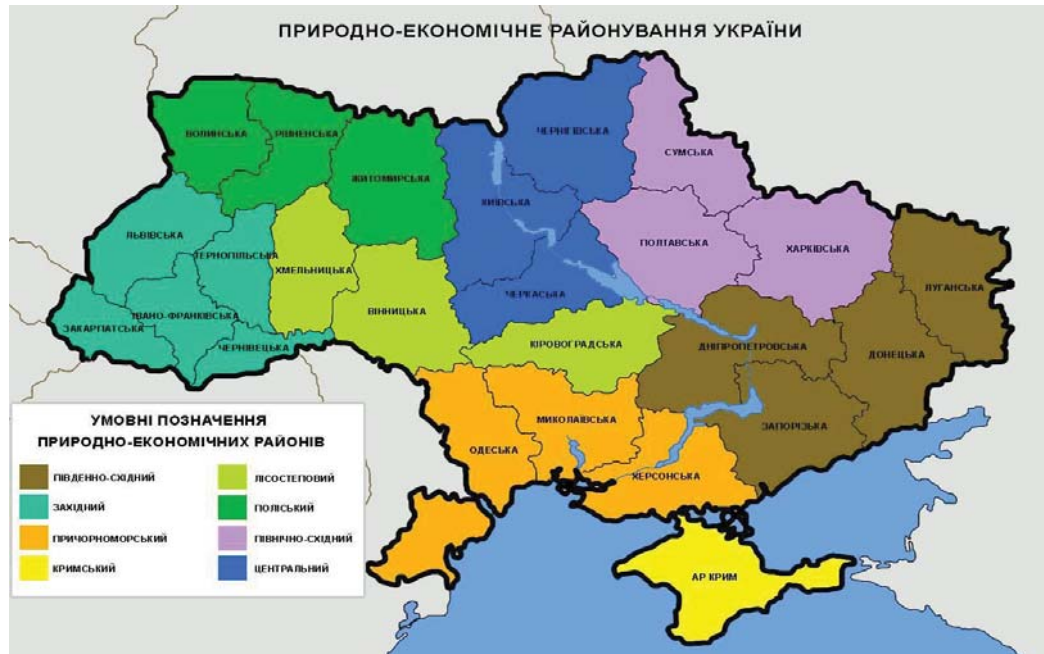 ПРИРОДНО-ЕКОНОМІЧНЕ РАЙОНУВАННЯ УКРАЇНИ
ВОЛИНСЬКА
РІВНЕНСЬКА
ЖИТОМИРСЬКА
ЧЕРНІГІВСЬКА
СУМСЬКА
КИЇВСЬКА
ЛЬВІВСЬКА
ТЕРНОПІЛЬСЬКА
ХМЕЛЬНИЦЬКА
ПОЛТАВСЬКА
ХАРКІВСЬКА
ЛУГАНСЬКА
ЧЕРКАСЬКА
ВІННИЦЬКА
ІВАНО-ФРАНКІВСЬКА
ЗАКАРПАТСЬКА
ЧЕРНІВЕЦЬКА
КІРОВОГРАДСЬКА
ДНІПРОПЕТРОВСЬКА
ДОНЕЦЬКА
МИКОЛАЇВСЬКА
ЗАПОРІЗЬКА
ОДЕСЬКА
ХЕРСОНСЬКА
АР КРИМ
УМОВНІ ПОЗНАЧЕННЯ
ПРИРОДНО-ЕКОНОМІЧНИХ РАЙОНІВ
ПІВДЕННО-СХІДНИЙ
ЗАХІДНИЙ
ПРИЧОРНОМОРСЬКИЙ
КРИМСЬКИЙ
ЛІСОСТЕПОВИЙ
ПОЛІСЬКИЙ
ПІВНІЧНО-СХІДНИЙ
ЦЕНТРАЛЬНИЙ